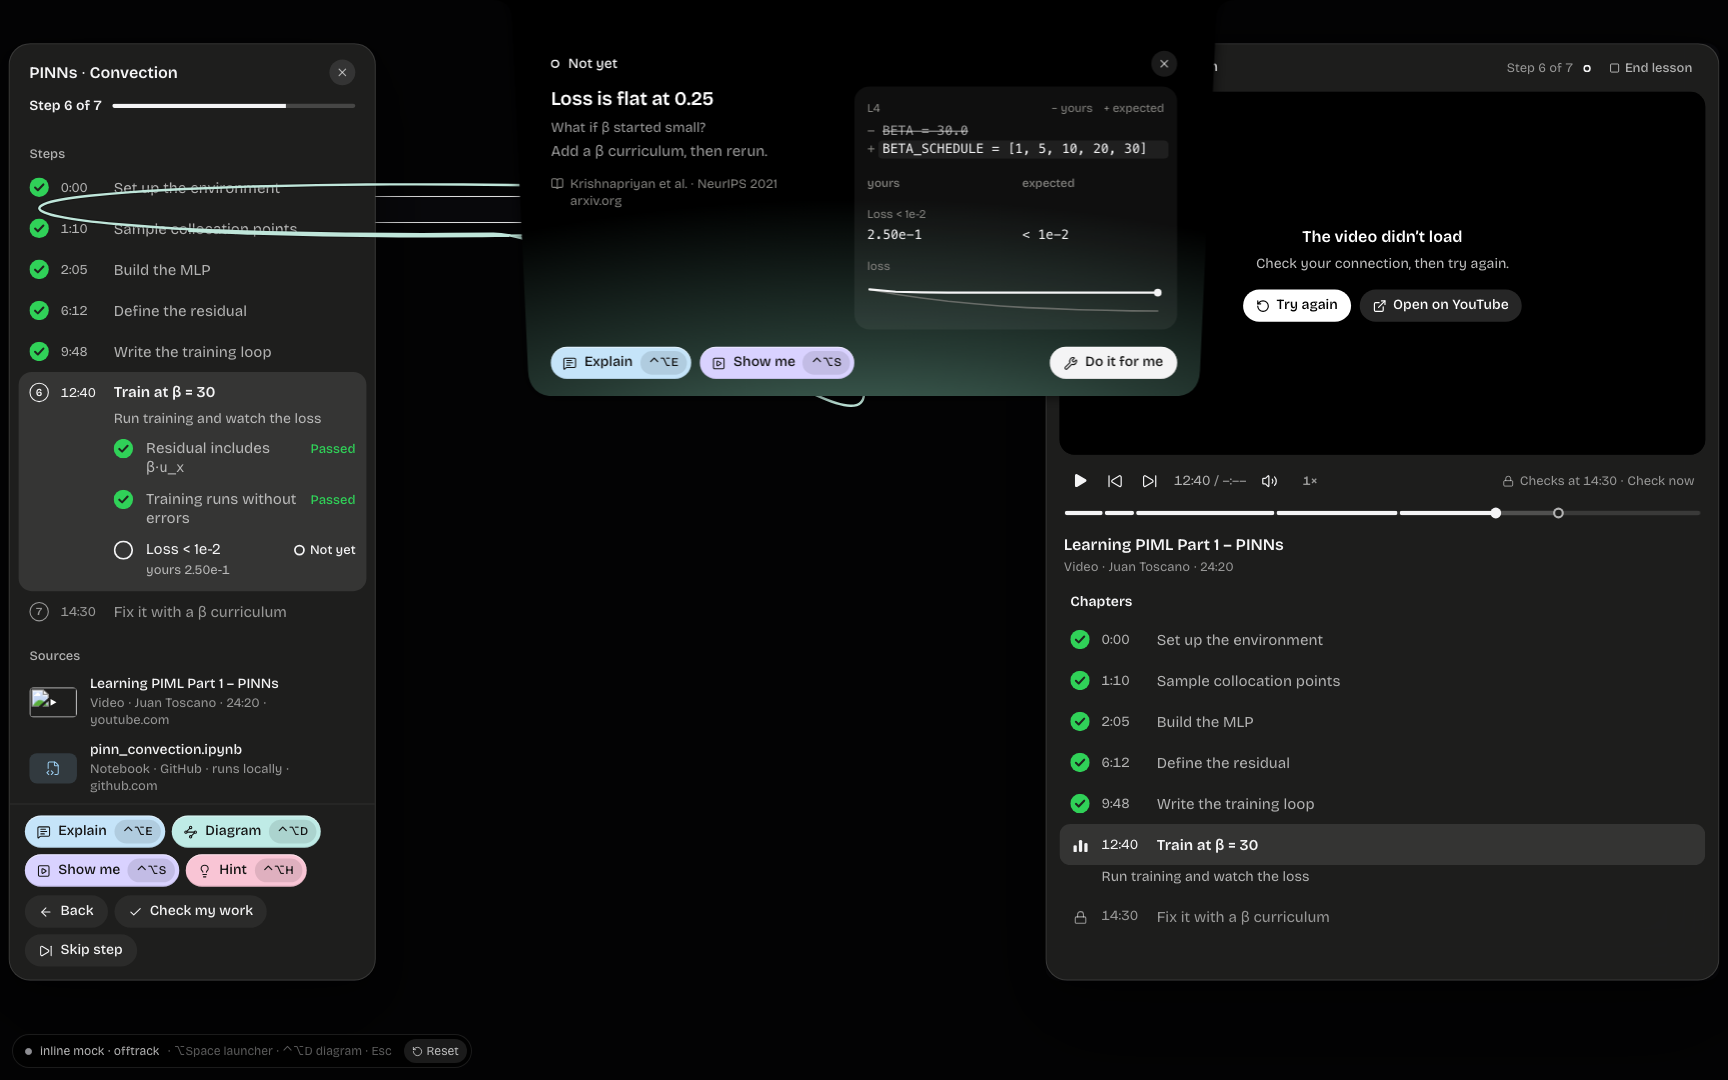 PINNs · Convection
Step 6 of 7
Steps
0:00 Set up the environment
1:10 Sample collocation points
2:05 Build the MLP
6:12 Define the residual
9:48 Write the training loop
6 12:40 Train at β = 30
Run training and watch the loss
Residual includes Passed
β·u_x
Training runs without Passed
errors
Loss < 1e-2 Not yet
yours 2.50e-1
7 14:30 Fix it with a β curriculum
Sources
Learning PIML Part 1 – PINNs
Video · Juan Toscano · 24:20 ·
youtube.com
pinn_convection.ipynb
Notebook · GitHub · runs locally ·
github.com
Explain ^⌥E
Diagram ^⌥D
Show me ^⌥S
Hint ^⌥H
Back
Check my work
Skip step
Not yet
Loss is flat at 0.25
What if β started small?
Add a β curriculum, then rerun.
Krishnapriyan et al. · NeurIPS 2021
arxiv.org
L4 − yours + expected
− BETA = 30.0
+ BETA_SCHEDULE = [1, 5, 10, 20, 30]
yours expected
Loss < 1e-2
2.50e−1 < 1e−2
loss
Explain ^⌥E
Show me ^⌥S
Do it for me
Step 6 of 7
End lesson
The video didn’t load
Check your connection, then try again.
Try again
Open on YouTube
12:40 / –:–– 1× Checks at 14:30 · Check now
Learning PIML Part 1 – PINNs
Video · Juan Toscano · 24:20
Chapters
0:00 Set up the environment
1:10 Sample collocation points
2:05 Build the MLP
6:12 Define the residual
9:48 Write the training loop
12:40 Train at β = 30
Run training and watch the loss
14:30 Fix it with a β curriculum
inline mock · offtrack · ⌥Space launcher · ^⌥D diagram · Esc Reset